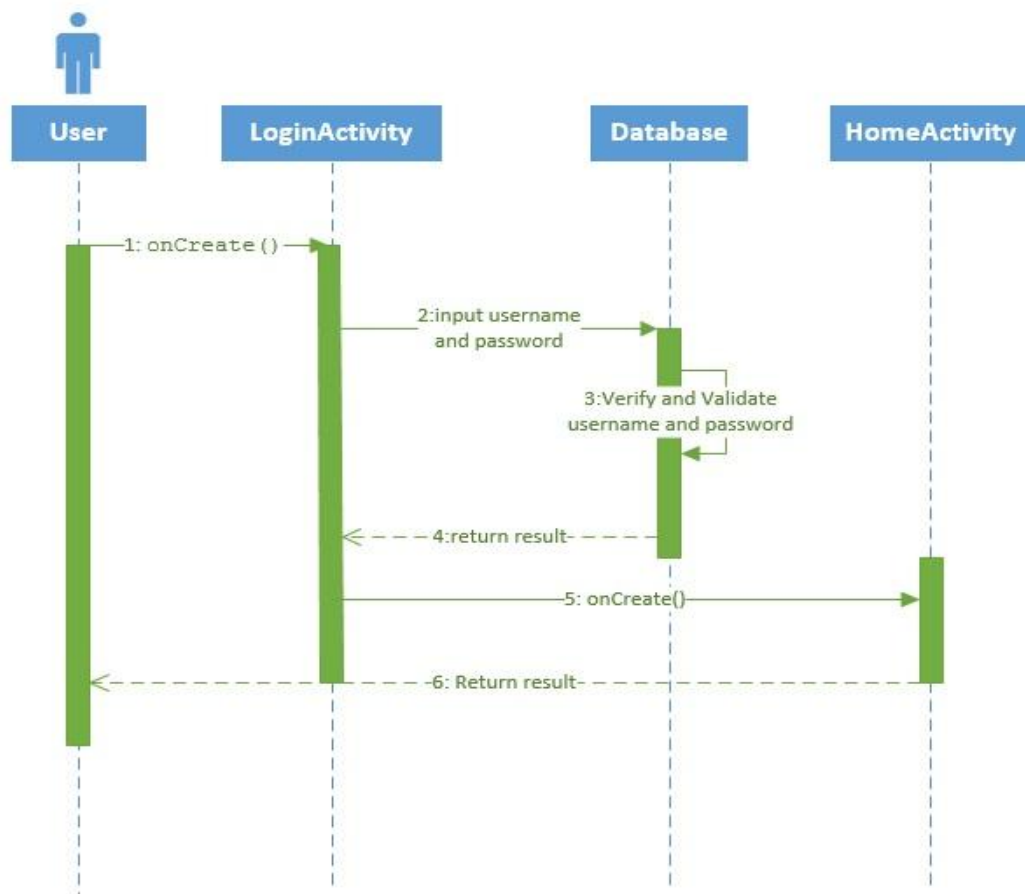 User
LoginActivity
Database
HomeActivity
1: onCreate()
2:input username
and password
3:Verify and Validate
username and password
4:return result
5: onCreate()
6: Return result